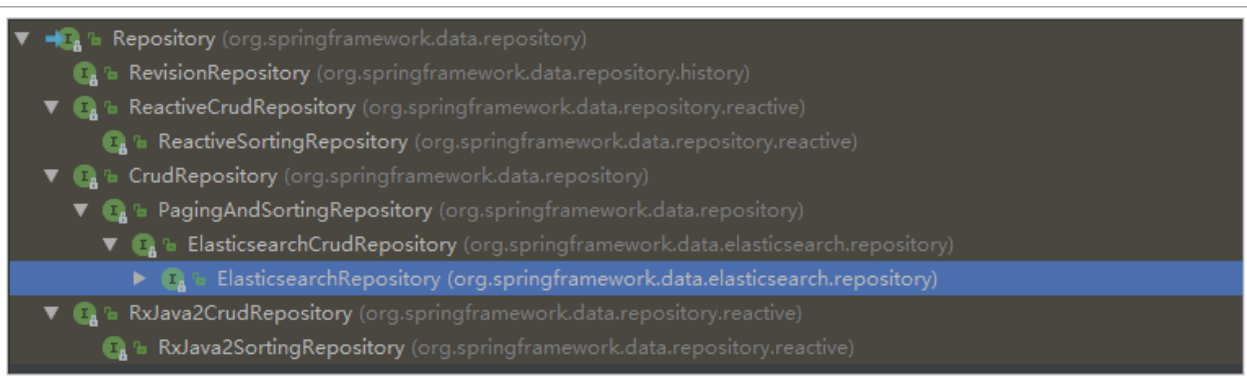 Repository (org.springframework.data.repository)
RevisionRepository (org.springframework.data.repository.history)
ReactiveCrudRepository (org.springframework.data.repository.reactive)
ReactiveSortingRepository (org.springframework.data.repository.reactive)
CrudRepository (org.springframework.data.repository)
PagingAndSortingRepository (org.springframework.data.repository)
ElasticsearchCrudRepository (org.springframework.data.elasticsearch.repository)
ElasticsearchRepository (org.springframework.data.elasticsearch.repository)
RxJava2CrudRepository (org.springframework.data.repository.reactive)
RxJava2SortingRepository (org.springframework.data.repository.reactive)